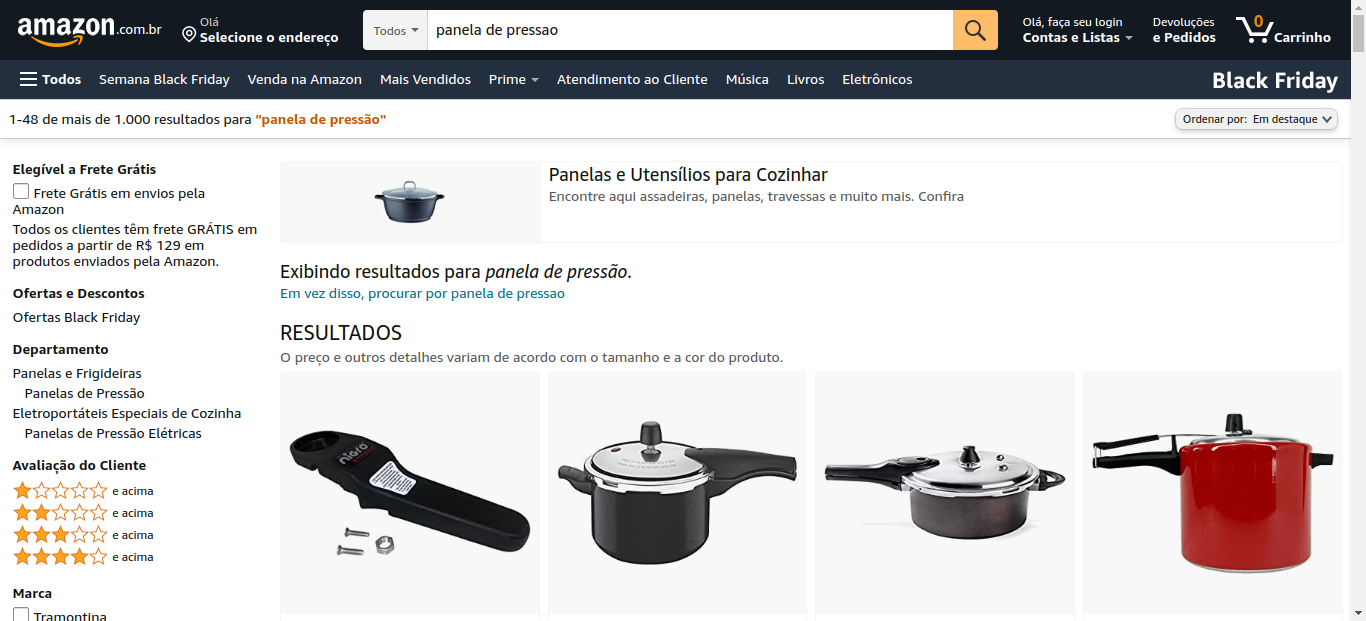 amazon.com.br
Olá
Selecione o endereço
Todos
panela de pressao
Olá, faça seu login
Contas e Listas
Devoluções
e Pedidos
0
Carrinho
Todos
Semana Black Friday
Venda na Amazon
Mais Vendidos
Prime
Atendimento ao Cliente
Música
Livros
Eletrônicos
Black Friday
1-48 de mais de 1.000 resultados para "panela de pressão"
Ordenar por: Em destaque
Elegível a Frete Grátis
Frete Grátis em envios pela
Amazon
Todos os clientes têm frete GRÁTIS em
pedidos a partir de R$ 129 em
produtos enviados pela Amazon.
Ofertas e Descontos
Ofertas Black Friday
Departamento
Panelas e Frigideiras
Panelas de Pressão
Eletroportáteis Especiais de Cozinha
Panelas de Pressão Elétricas
Avaliação do Cliente
e acima
e acima
e acima
e acima
Marca
Tramontina
Panelas e Utensílios para Cozinhar
Encontre aqui assadeiras, panelas, travessas e muito mais. Confira
Exibindo resultados para panela de pressão.
Em vez disso, procurar por panela de pressao
RESULTADOS
O preço e outros detalhes variam de acordo com o tamanho e a cor do produto.
nigro